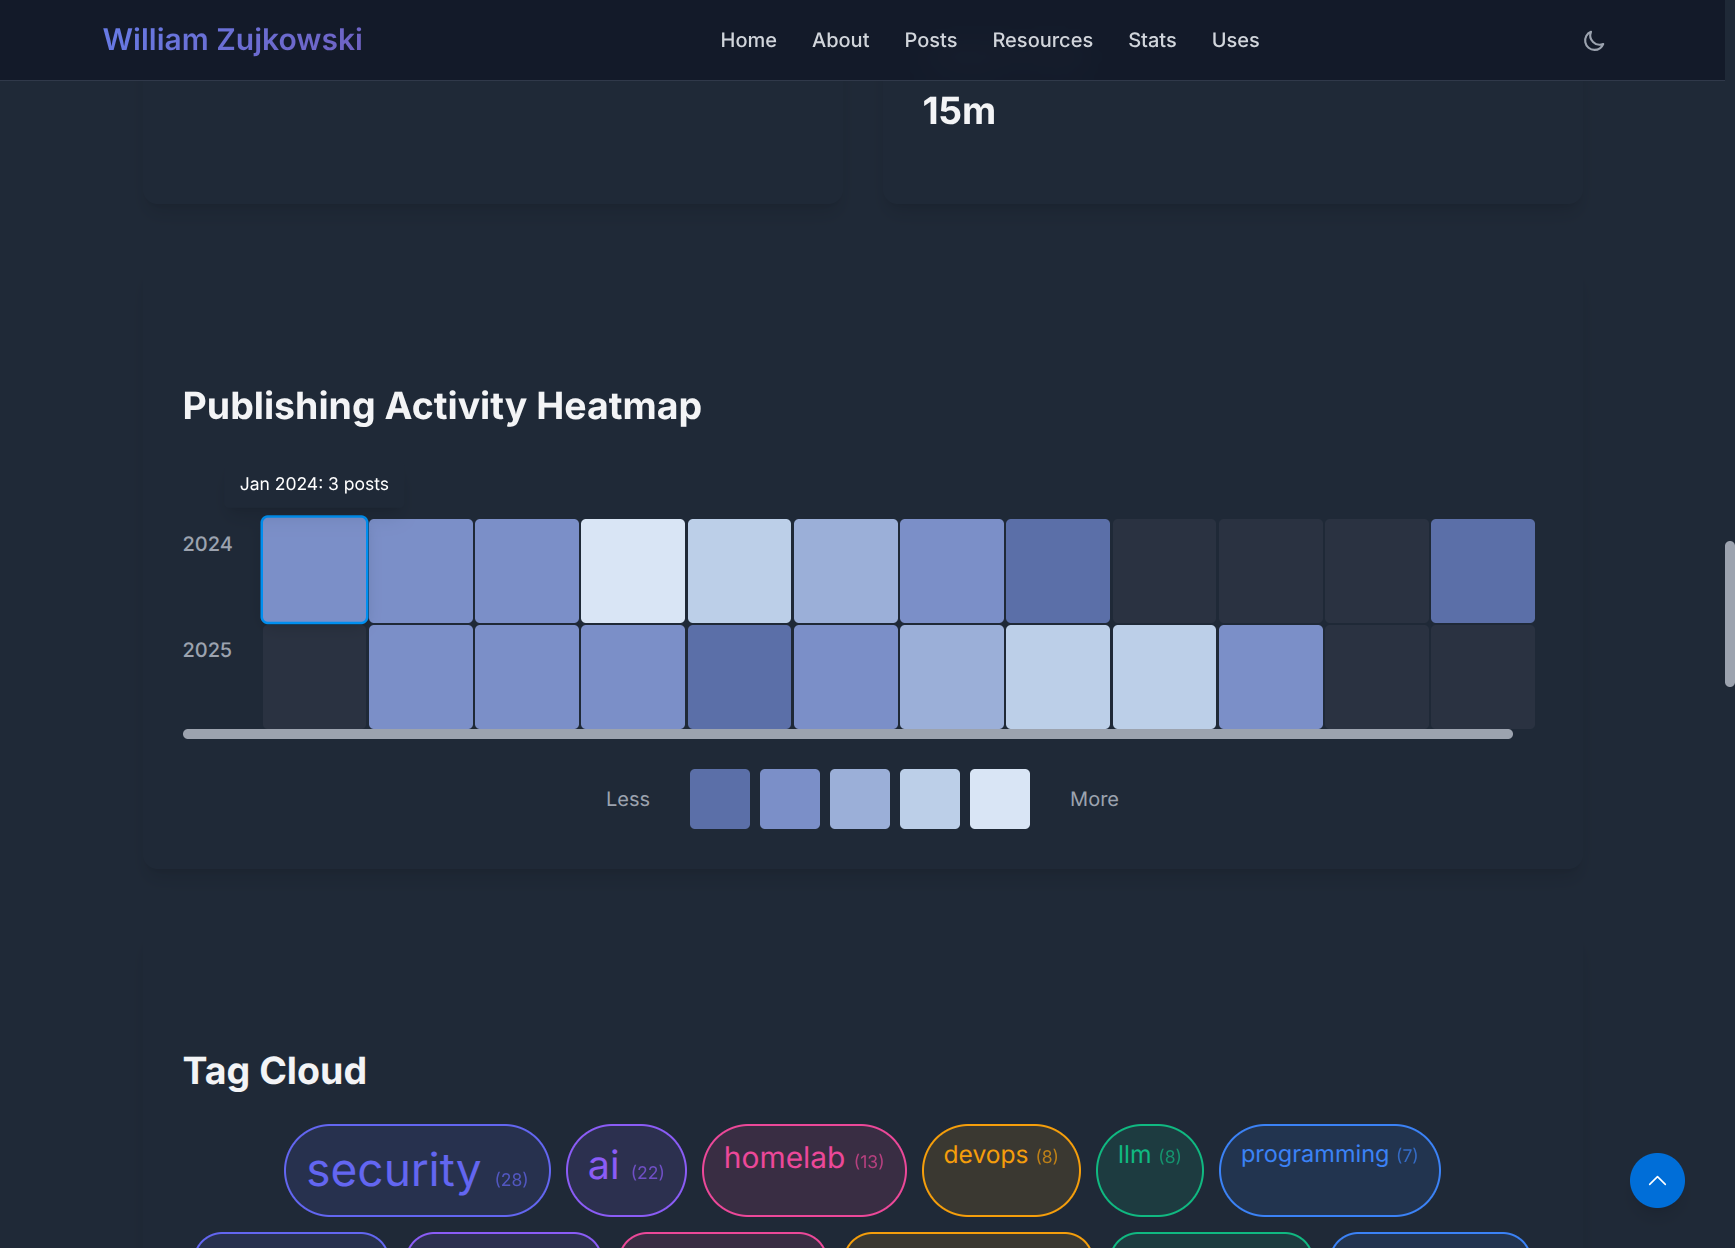 William Zujkowski
Home About Posts Resources Stats Uses
15m
Publishing Activity Heatmap
Jan 2024: 3 posts
2024
2025
Less More
Tag Cloud
security (28) ai (22) homelab (13) devops (8) llm (8) programming (7)